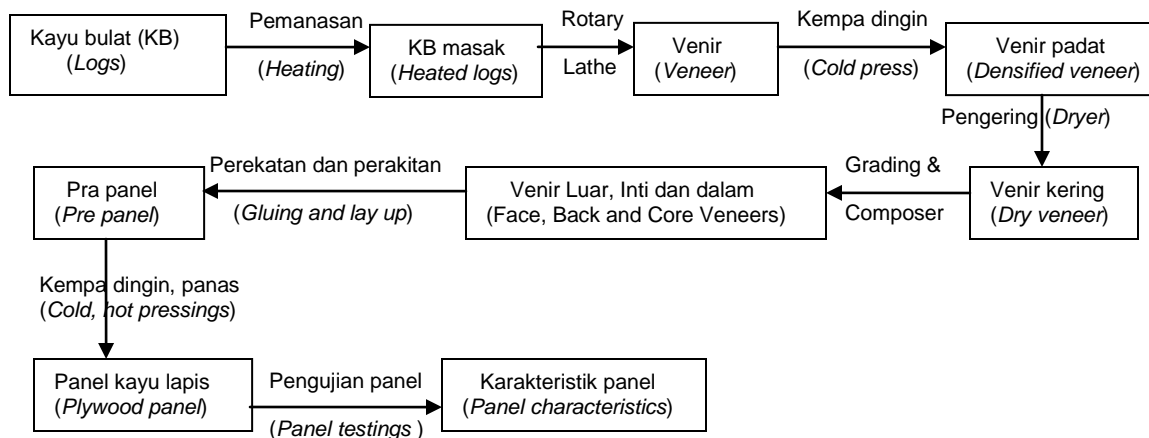 Kayu bulat (KB)
(Logs)
Pemanasan
(Heating)
KB masak
(Heated logs)
Rotary
Lathe
Venir
(Veneer)
Kempa dingin
(Cold press)
Venir padat
(Densified veneer)
Pengering (Dryer)
Venir kering
(Dry veneer)
Grading &
Composer
Venir Luar, Inti dan dalam
(Face, Back and Core Veneers)
Perekatan dan perakitan
(Gluing and lay up)
Pra panel
(Pre panel)
Kempa dingin, panas
(Cold, hot pressings)
Panel kayu lapis
(Plywood panel)
Pengujian panel
(Panel testings )
Karakteristik panel
(Panel characteristics)